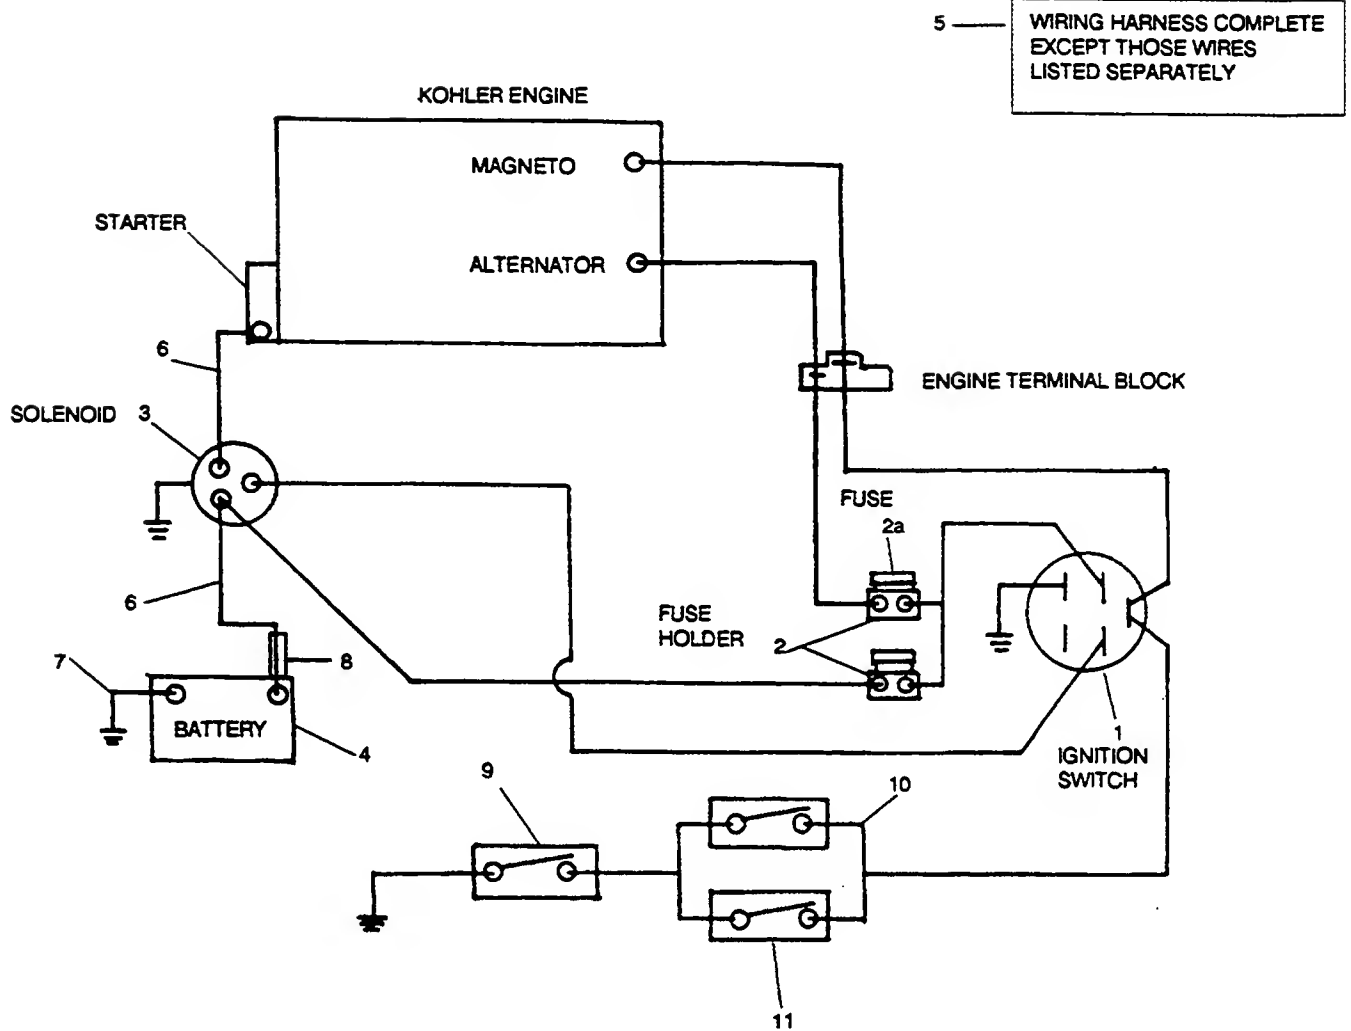 5
WIRING HARNESS COMPLETE
EXCEPT THOSE WIRES
LISTED SEPARATELY
KOHLER ENGINE
MAGNETO
STARTER
ALTERNATOR
6
ENGINE TERMINAL BLOCK
SOLENOID 3
FUSE
2a
6
FUSE
HOLDER
2
7
8
BATTERY
4
1
IGNITION
SWITCH
9
10
11